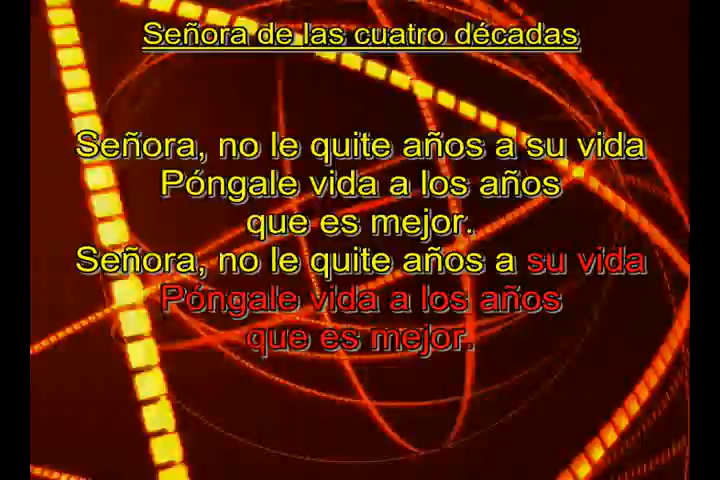 Señora de las cuatro décadas
Señora, no le quite años a su vida
Póngale vida a los años
que es mejor.
Señora, no le quite años a su vida
Póngale vida a los años
que es mejor.